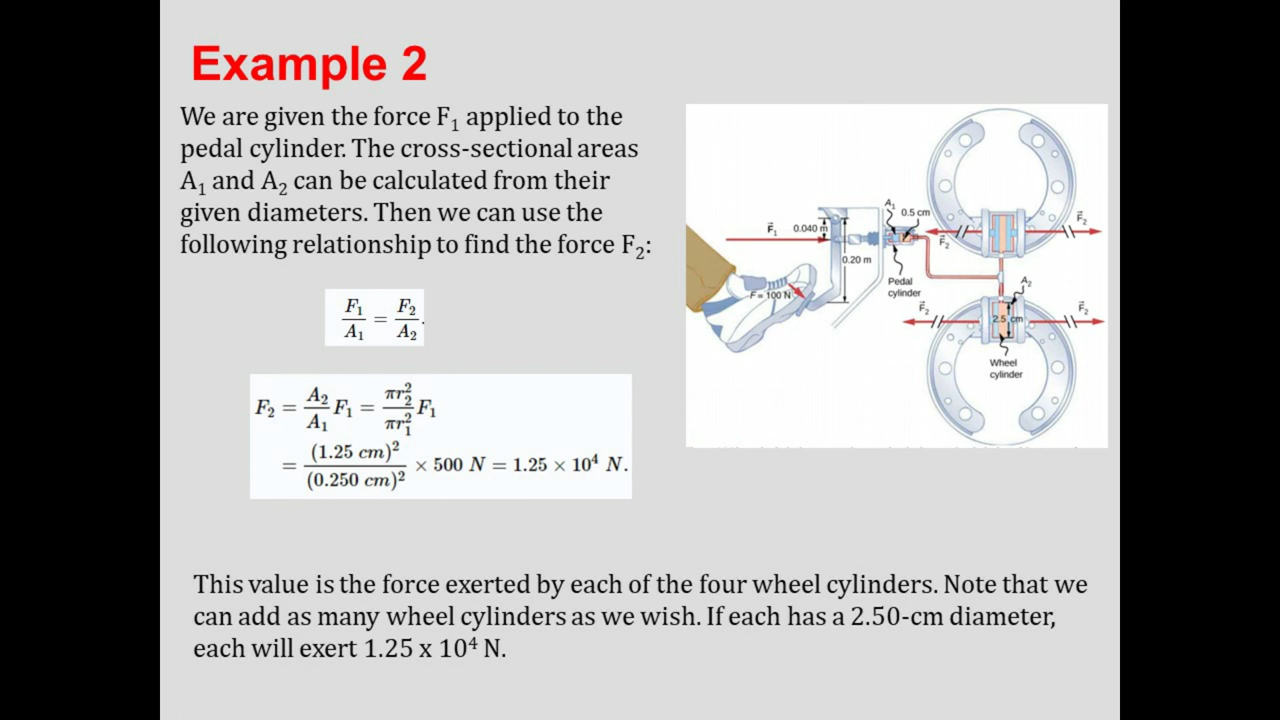 Example 2
We are given the force F₁ applied to the
pedal cylinder. The cross-sectional areas
A₁ and A₂ can be calculated from their
given diameters. Then we can use the
following relationship to find the force F₂:
F₁/A₁ = F₂/A₂.
F₂ = A₂/A₁ F₁ = πr₂²/πr₁² F₁
= (1.25 cm)²/(0.250 cm)² × 500 N = 1.25 × 10⁴ N.
A₁
0.5 cm
F⃗₁
0.040 m
F⃗₂
F⃗₂
0.20 m
Pedal
cylinder
A₂
F = 100 N
F⃗₂
F⃗₂
2.5 cm
Wheel
cylinder
This value is the force exerted by each of the four wheel cylinders. Note that we
can add as many wheel cylinders as we wish. If each has a 2.50-cm diameter,
each will exert 1.25 x 10⁴ N.